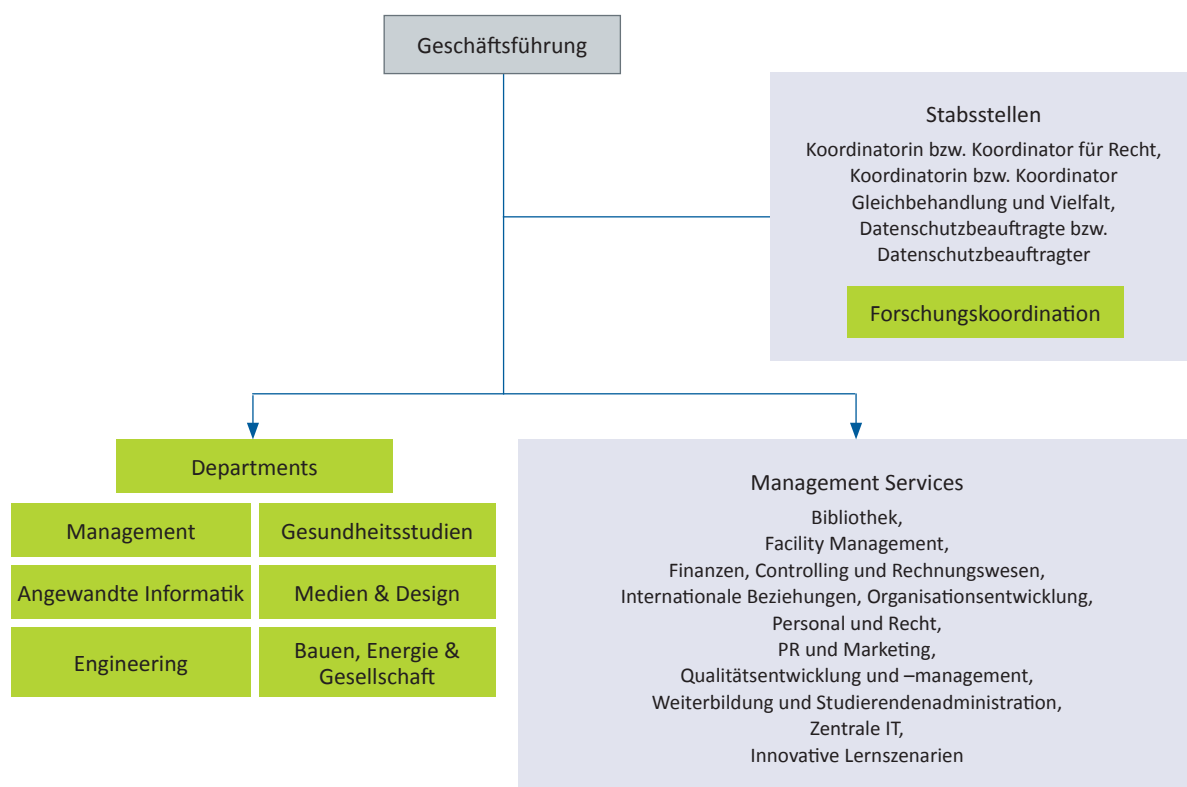 Geschäftsführung
Stabsstellen
Koordinatorin bzw. Koordinator für Recht,
Koordinatorin bzw. Koordinator
Gleichbehandlung und Vielfalt,
Datenschutzbeauftragte bzw.
Datenschutzbeauftragter
Forschungskoordination
Departments
Management
Gesundheitsstudien
Angewandte Informatik
Medien & Design
Engineering
Bauen, Energie &
Gesellschaft
Management Services
Bibliothek,
Facility Management,
Finanzen, Controlling und Rechnungswesen,
Internationale Beziehungen, Organisationsentwicklung,
Personal und Recht,
PR und Marketing,
Qualitätsentwicklung und –management,
Weiterbildung und Studierendenadministration,
Zentrale IT,
Innovative Lernszenarien